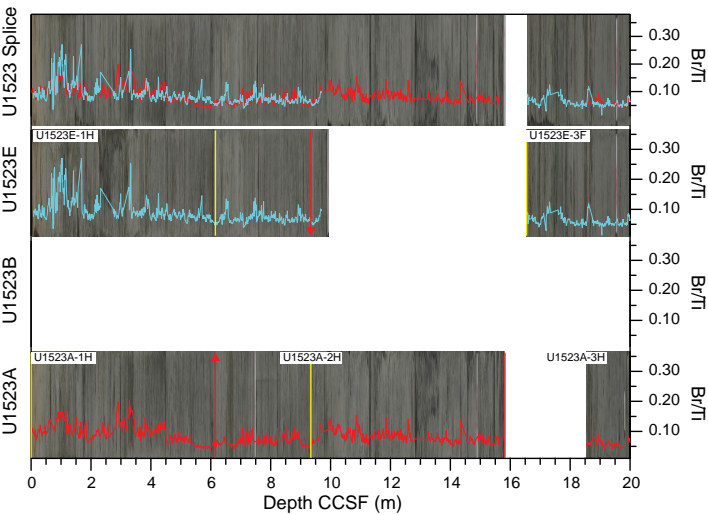 U1523 Splice
0.30
0.20
0.10
Br/Ti
U1523E
U1523E-1H
U1523E-3F
0.30
0.20
0.10
Br/Ti
U1523B
0.30
0.20
0.10
Br/Ti
U1523A
U1523A-1H
U1523A-2H
U1523A-3H
0.30
0.20
0.10
Br/Ti
0 2 4 6 8 10 12 14 16 18 20
Depth CCSF (m)